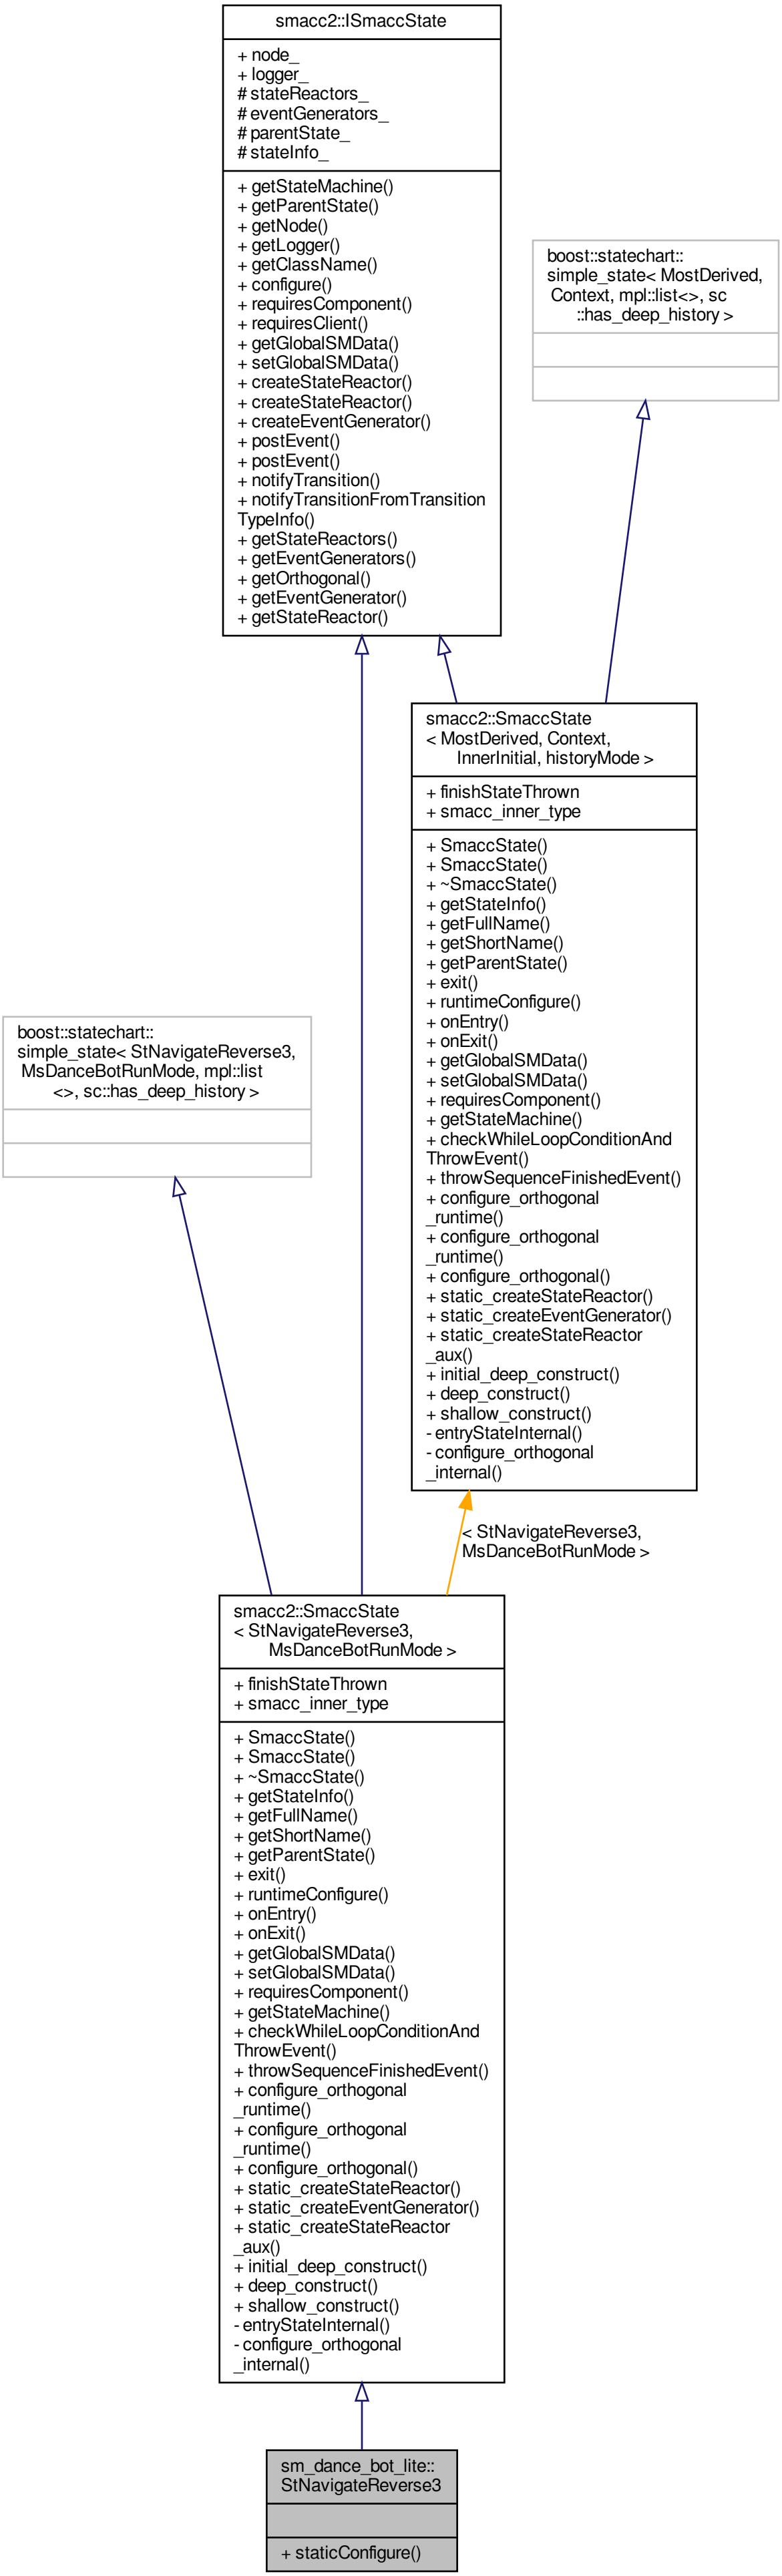 smacc2::ISmaccState
+ node_
+ logger_
# stateReactors_
# eventGenerators_
# parentState_
# stateInfo_
+ getStateMachine()
+ getParentState()
+ getNode()
+ getLogger()
+ getClassName()
+ configure()
+ requiresComponent()
+ requiresClient()
+ getGlobalSMData()
+ setGlobalSMData()
+ createStateReactor()
+ createStateReactor()
+ createEventGenerator()
+ postEvent()
+ postEvent()
+ notifyTransition()
+ notifyTransitionFromTransition
TypeInfo()
+ getStateReactors()
+ getEventGenerators()
+ getOrthogonal()
+ getEventGenerator()
+ getStateReactor()
boost::statechart::
simple_state< MostDerived,
Context, mpl::list<>, sc
::has_deep_history >
smacc2::SmaccState
< MostDerived, Context,
InnerInitial, historyMode >
+ finishStateThrown
+ smacc_inner_type
+ SmaccState()
+ SmaccState()
+ ~SmaccState()
+ getStateInfo()
+ getFullName()
+ getShortName()
+ getParentState()
+ exit()
+ runtimeConfigure()
+ onEntry()
+ onExit()
+ getGlobalSMData()
+ setGlobalSMData()
+ requiresComponent()
+ getStateMachine()
+ checkWhileLoopConditionAnd
ThrowEvent()
+ throwSequenceFinishedEvent()
+ configure_orthogonal
_runtime()
+ configure_orthogonal
_runtime()
+ configure_orthogonal()
+ static_createStateReactor()
+ static_createEventGenerator()
+ static_createStateReactor
_aux()
+ initial_deep_construct()
+ deep_construct()
+ shallow_construct()
- entryStateInternal()
- configure_orthogonal
_internal()
boost::statechart::
simple_state< StNavigateReverse3,
MsDanceBotRunMode, mpl::list
<>, sc::has_deep_history >
< StNavigateReverse3,
MsDanceBotRunMode >
smacc2::SmaccState
< StNavigateReverse3,
MsDanceBotRunMode >
+ finishStateThrown
+ smacc_inner_type
+ SmaccState()
+ SmaccState()
+ ~SmaccState()
+ getStateInfo()
+ getFullName()
+ getShortName()
+ getParentState()
+ exit()
+ runtimeConfigure()
+ onEntry()
+ onExit()
+ getGlobalSMData()
+ setGlobalSMData()
+ requiresComponent()
+ getStateMachine()
+ checkWhileLoopConditionAnd
ThrowEvent()
+ throwSequenceFinishedEvent()
+ configure_orthogonal
_runtime()
+ configure_orthogonal
_runtime()
+ configure_orthogonal()
+ static_createStateReactor()
+ static_createEventGenerator()
+ static_createStateReactor
_aux()
+ initial_deep_construct()
+ deep_construct()
+ shallow_construct()
- entryStateInternal()
- configure_orthogonal
_internal()
sm_dance_bot_lite::
StNavigateReverse3
+ staticConfigure()